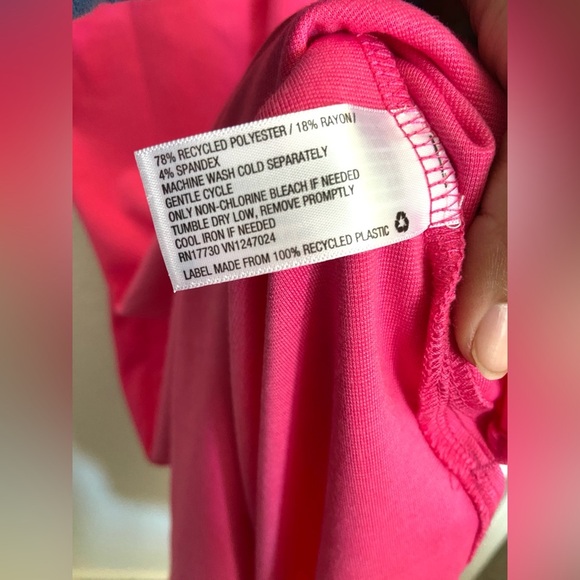 78% RECYCLED POLYESTER / 18% RAYON/
4% SPANDEX
MACHINE WASH COLD SEPARATELY
GENTLE CYCLE
ONLY NON-CHLORINE BLEACH IF NEEDED
TUMBLE DRY LOW, REMOVE PROMPTLY
COOL IRON IF NEEDED
RN17730 VN1247024
LABEL MADE FROM 100% RECYCLED PLASTIC